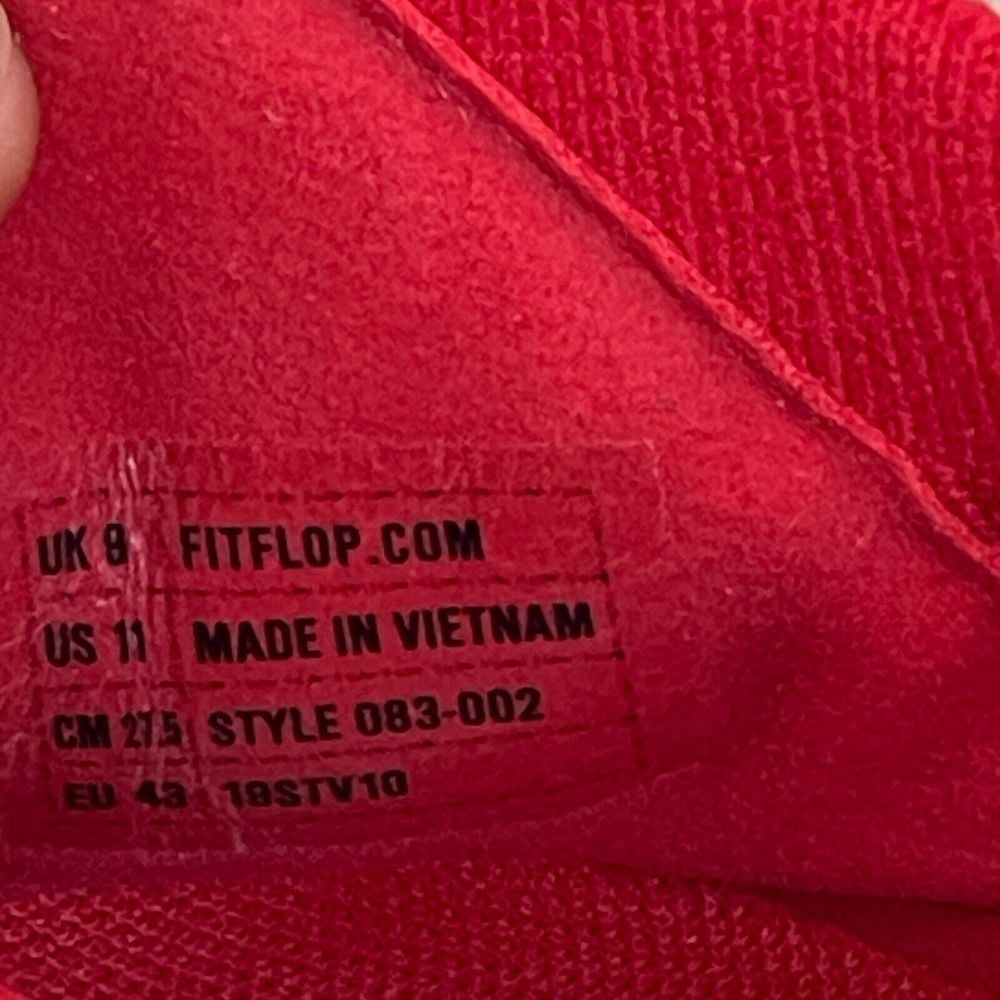 UK 9 FITFLOP.COM
US 11 MADE IN VIETNAM
CM 27.5 STYLE 083-002
EU 43 19STV10